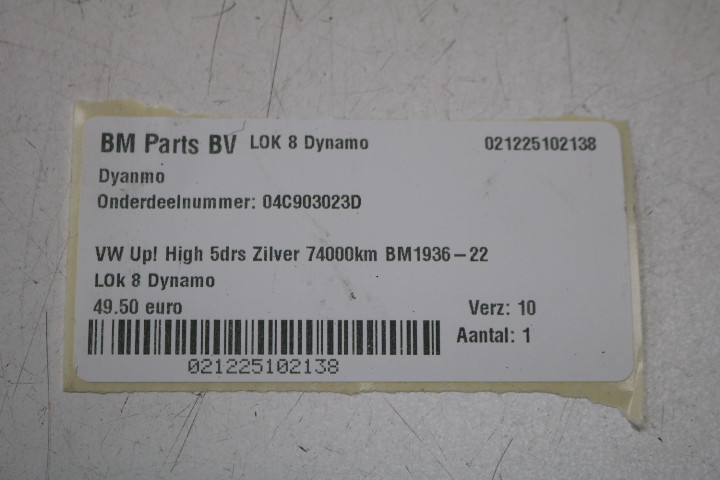 BM Parts BV LOK 8 Dynamo 021225102138
Dyanmo
Onderdeelnummer: 04C903023D
VW Up! High 5drs Zilver 74000km BM1936-22
LOk 8 Dynamo
49.50 euro Verz: 10
Aantal: 1
021225102138